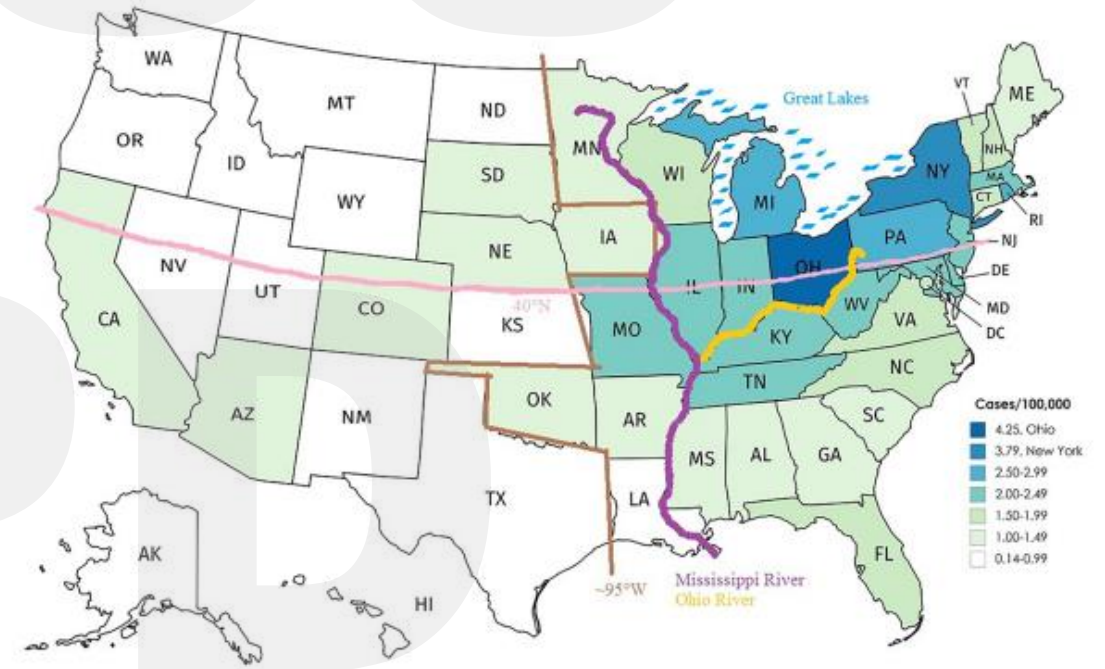 WA
OR
ID
MT
ND
MN
SD
WY
NE
IA
WI
MI
NY
VT
ME
NH
MA
CT
RI
NJ
PA
DE
MD
DC
NV
UT
CO
KS
40°N
CA
MO
IL
IN
OH
WV
KY
VA
AZ
NM
OK
AR
TN
NC
SC
MS
AL
GA
TX
LA
FL
AK
HI
Great Lakes
~95°W
Mississippi River
Ohio River
Cases/100,000
4.25, Ohio
3.79, New York
2.50-2.99
2.00-2.49
1.50-1.99
1.00-1.49
0.14-0.99